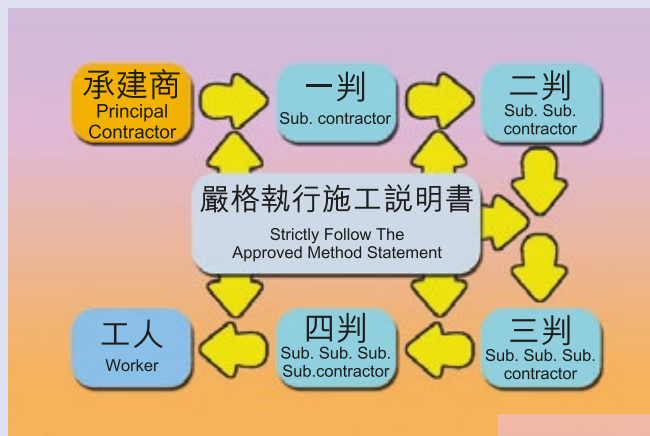 承建商
Principal
Contractor
一判
Sub. contractor
二判
Sub. Sub.
contractor
嚴格執行施工説明書
Strictly Follow The
Approved Method Statement
三判
Sub. Sub. Sub.
contractor
四判
Sub. Sub. Sub.
Sub.contractor
工人
Worker